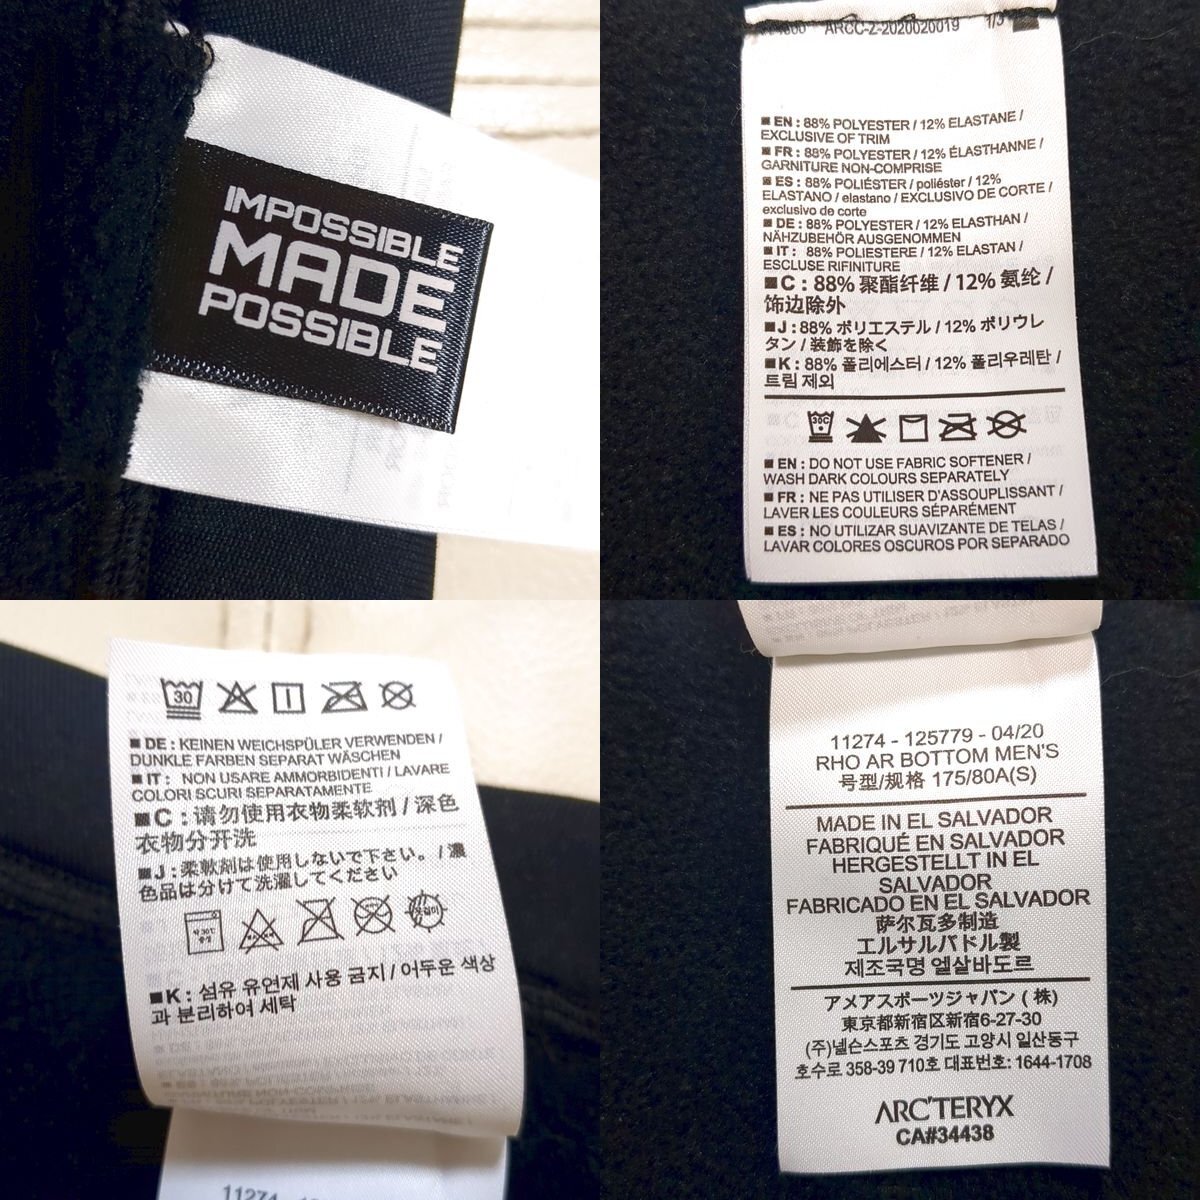 IMPOSSIBLE
MADE
POSSIBLE
ARCC-Z-2020020019 1/3
■ EN : 88% POLYESTER / 12% ELASTANE /
EXCLUSIVE OF TRIM
■ FR : 88% POLYESTER / 12% ÉLASTHANNE /
GARNITURE NON-COMPRISE
■ ES : 88% POLIÉSTER / poliéster / 12%
ELASTANO / elastano / EXCLUSIVO DE CORTE /
exclusivo de corte
■ DE : 88% POLYESTER / 12% ELASTHAN /
NÄHZUBEHÖR AUSGENOMMEN
■ IT : 88% POLIESTERE / 12% ELASTAN /
ESCLUSE RIFINITURE
■ C : 88% 聚酯纤维 / 12% 氨纶 /
饰边除外
■ J : 88% ポリエステル / 12% ポリウレ
タン / 装飾を除く
■ K : 88% 폴리에스터 / 12% 폴리우레탄 /
트림 제외
30C
■ EN : DO NOT USE FABRIC SOFTENER /
WASH DARK COLOURS SEPARATELY
■ FR : NE PAS UTILISER D'ASSOUPLISSANT /
LAVER LES COULEURS SÉPARÉMENT
■ ES : NO UTILIZAR SUAVIZANTE DE TELAS /
LAVAR COLORES OSCUROS POR SEPARADO
30
■ DE : KEINEN WEICHSPÜLER VERWENDEN /
DUNKLE FARBEN SEPARAT WÄSCHEN
■ IT : NON USARE AMMORBIDENTI / LAVARE
COLORI SCURI SEPARATAMENTE
■ C : 请勿使用衣物柔软剂 / 深色
衣物分开洗
■ J : 柔軟剤は使用しないで下さい。 / 濃
色品は分けて洗濯してください
■ K : 섬유 유연제 사용 금지 / 어두운 색상
과 분리하여 세탁
11274
11274 - 125779 - 04/20
RHO AR BOTTOM MEN'S
号型/规格 175/80A(S)
MADE IN EL SALVADOR
FABRIQUÉ EN SALVADOR
HERGESTELLT IN EL
SALVADOR
FABRICADO EN EL SALVADOR
萨尔瓦多制造
エルサルバドル製
제조국명 엘살바도르
アメアスポーツジャパン ( 株)
東京都新宿区新宿6-27-30
(주)넬슨스포츠 경기도 고양시 일산동구
호수로 358-39 710호 대표번호: 1644-1708
ARC'TERYX
CA#34438